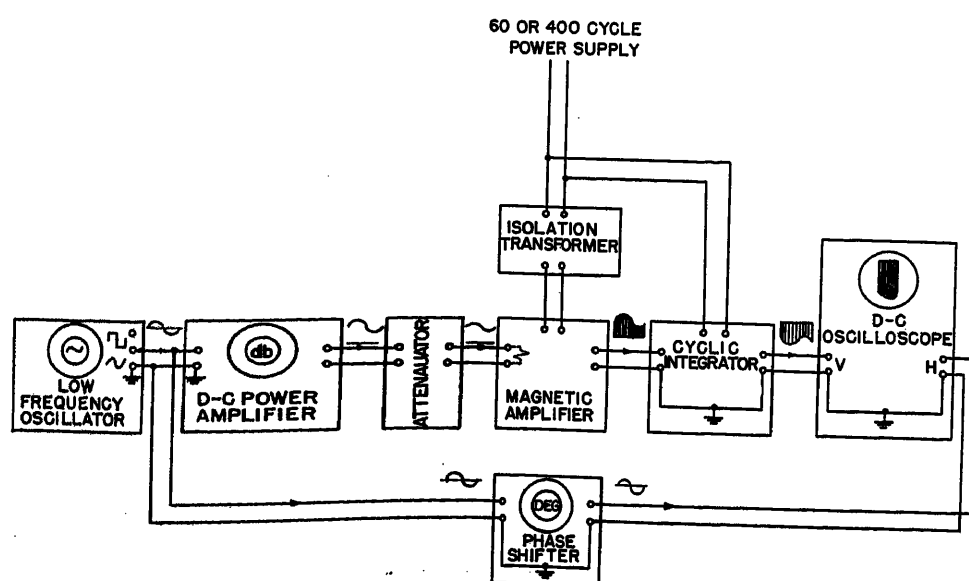 60 OR 400 CYCLE
POWER SUPPLY
ISOLATION
TRANSFORMER
D-C
OSCILLOSCOPE
V
H
LOW
FREQUENCY
OSCILLATOR
db
D-C POWER
AMPLIFIER
ATTENAUATOR
MAGNETIC
AMPLIFIER
CYCLIC
INTEGRATOR
DEG
PHASE
SHIFTER